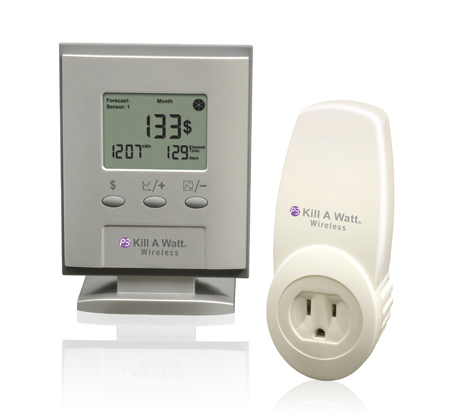 Forecast: Month
Sensor: 1
133$
1207 kWh 129 Elapsed Time: days
$ /+ /−
P3 Kill A Watt®
Wireless
P3 Kill A Watt®
Wireless